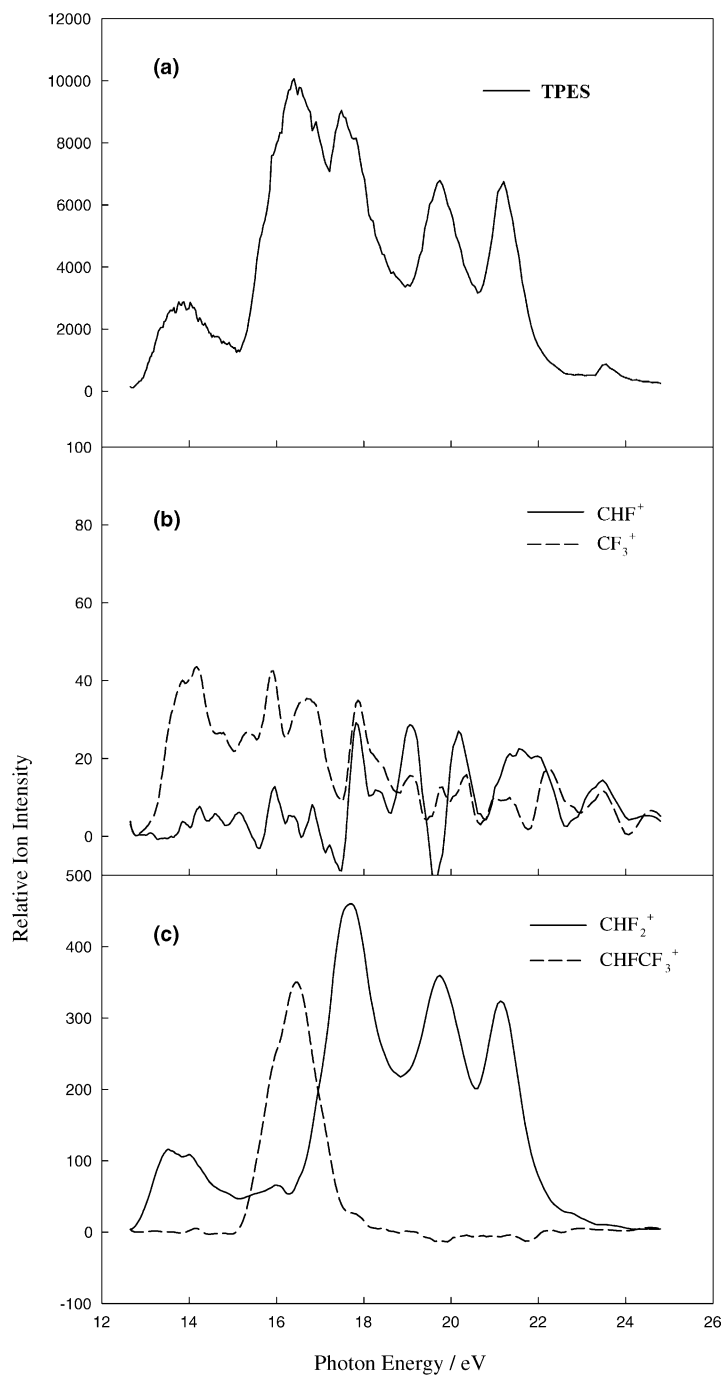 12000
(a)
TPES
10000
8000
6000
4000
2000
0
100
(b)
CHF+
CF3+
80
60
40
20
0
500
(c)
CHF2+
CHFCF3+
400
300
200
100
0
-100
12 14 16 18 20 22 24 26
Relative Ion Intensity
Photon Energy / eV